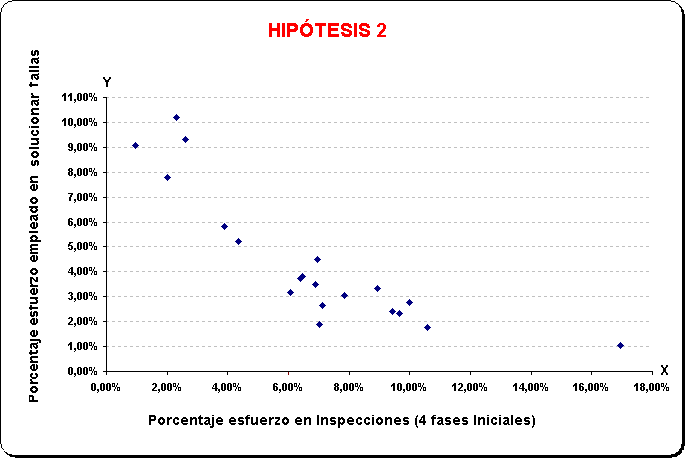 HIPÓTESIS 2
Porcentaje esfuerzo empleado en solucionar fallas
Y
11,00%
10,00%
9,00%
8,00%
7,00%
6,00%
5,00%
4,00%
3,00%
2,00%
1,00%
0,00%
X
0,00% 2,00% 4,00% 6,00% 8,00% 10,00% 12,00% 14,00% 16,00% 18,00%
Porcentaje esfuerzo en Inspecciones (4 fases Iniciales)